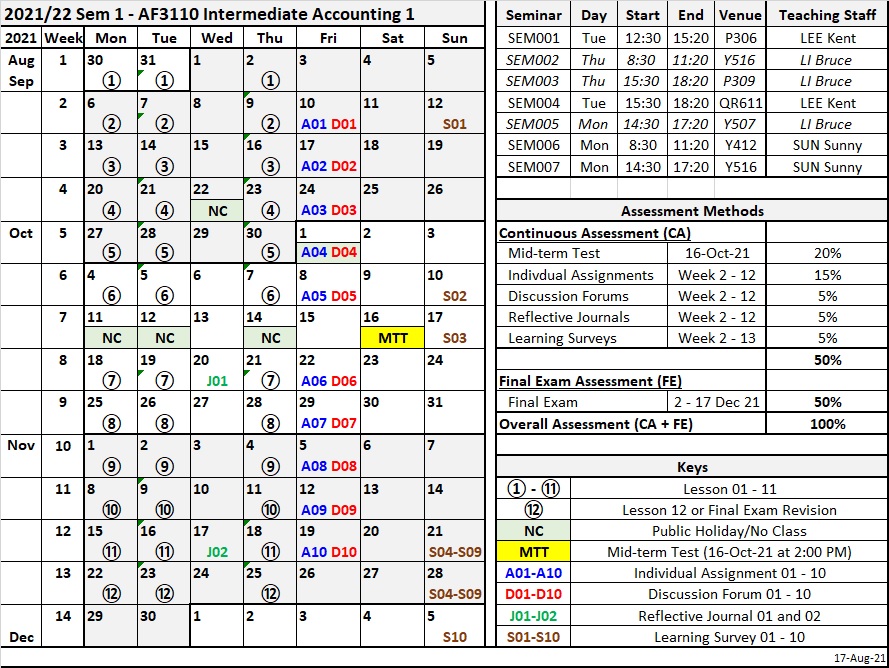 2021/22 Sem 1 - AF3110 Intermediate Accounting 1
2021 Week Mon Tue Wed Thu Fri Sat Sun
Aug 1 30 31 1 2 3 4 5
Sep ① ① ①
2 6 7 8 9 10 11 12
② ② ② A01 D01 S01
3 13 14 15 16 17 18 19
③ ③ ③ A02 D02
4 20 21 22 23 24 25 26
④ ④ NC ④ A03 D03
Oct 5 27 28 29 30 1 2 3
⑤ ⑤ ⑤ A04 D04
6 4 5 6 7 8 9 10
⑥ ⑥ ⑥ A05 D05 S02
7 11 12 13 14 15 16 17
NC NC NC MTT S03
8 18 19 20 21 22 23 24
⑦ ⑦ J01 ⑦ A06 D06
9 25 26 27 28 29 30 31
⑧ ⑧ ⑧ A07 D07
Nov 10 1 2 3 4 5 6 7
⑨ ⑨ ⑨ A08 D08
11 8 9 10 11 12 13 14
⑩ ⑩ ⑩ A09 D09
12 15 16 17 18 19 20 21
⑪ ⑪ J02 ⑪ A10 D10 S04-S09
13 22 23 24 25 26 27 28
⑫ ⑫ ⑫ S04-S09
14 29 30 1 2 3 4 5
Dec S10
Seminar Day Start End Venue Teaching Staff
SEM001 Tue 12:30 15:20 P306 LEE Kent
SEM002 Thu 8:30 11:20 Y516 LI Bruce
SEM003 Thu 15:30 18:20 P309 LI Bruce
SEM004 Tue 15:30 18:20 QR611 LEE Kent
SEM005 Mon 14:30 17:20 Y507 LI Bruce
SEM006 Mon 8:30 11:20 Y412 SUN Sunny
SEM007 Mon 14:30 17:20 Y516 SUN Sunny
Assessment Methods
Continuous Assessment (CA)
Mid-term Test 16-Oct-21 20%
Indivdual Assignments Week 2 - 12 15%
Discussion Forums Week 2 - 12 5%
Reflective Journals Week 2 - 12 5%
Learning Surveys Week 2 - 13 5%
50%
Final Exam Assessment (FE)
Final Exam 2 - 17 Dec 21 50%
Overall Assessment (CA + FE) 100%
Keys
① - ⑪ Lesson 01 - 11
⑫ Lesson 12 or Final Exam Revision
NC Public Holiday/No Class
MTT Mid-term Test (16-Oct-21 at 2:00 PM)
A01-A10 Individual Assignment 01 - 10
D01-D10 Discussion Forum 01 - 10
J01-J02 Reflective Journal 01 and 02
S01-S10 Learning Survey 01 - 10
17-Aug-21